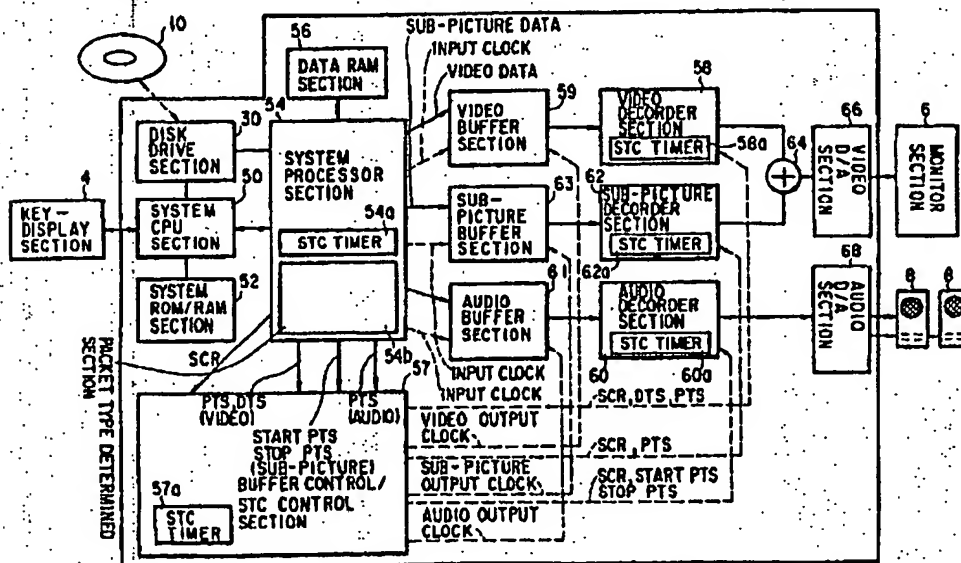 10
56
DATA RAM
SECTION
SUB-PICTURE DATA
INPUT CLOCK
VIDEO DATA
54
30
DISK
DRIVE
SECTION
SYSTEM
PROCESSOR
SECTION
54a
STC TIMER
54b
4
KEY-
DISPLAY
SECTION
50
SYSTEM
CPU
SECTION
52
SYSTEM
ROM/RAM
SECTION
59
VIDEO
BUFFER
SECTION
63
SUB-
PICTURE
BUFFER
SECTION
61
AUDIO
BUFFER
SECTION
58
VIDEO
DECORDER
SECTION
STC TIMER
58a
62
SUB-PICTURE
DECORDER
SECTION
STC TIMER
62a
AUDIO
DECORDER
SECTION
STC TIMER
60
60a
64
66
VIDEO
D/A
SECTION
6
MONITOR
SECTION
68
AUDIO
D/A
SECTION
8
8
PACKET TYPE DETERMINED
SECTION
SCR
57
INPUT CLOCK
INPUT CLOCK
PTS,DTS
(VIDEO)
PTS
(AUDIO)
START PTS
STOP PTS
(SUB-PICTURE)
BUFFER CONTROL/
STC CONTROL
SECTION
57a
STC
TIMER
VIDEO OUTPUT
CLOCK
SUB-PICTURE
OUTPUT CLOCK
AUDIO OUTPUT
CLOCK
SCR,DTS,PTS
SCR,PTS
SCR,START PTS
STOP PTS